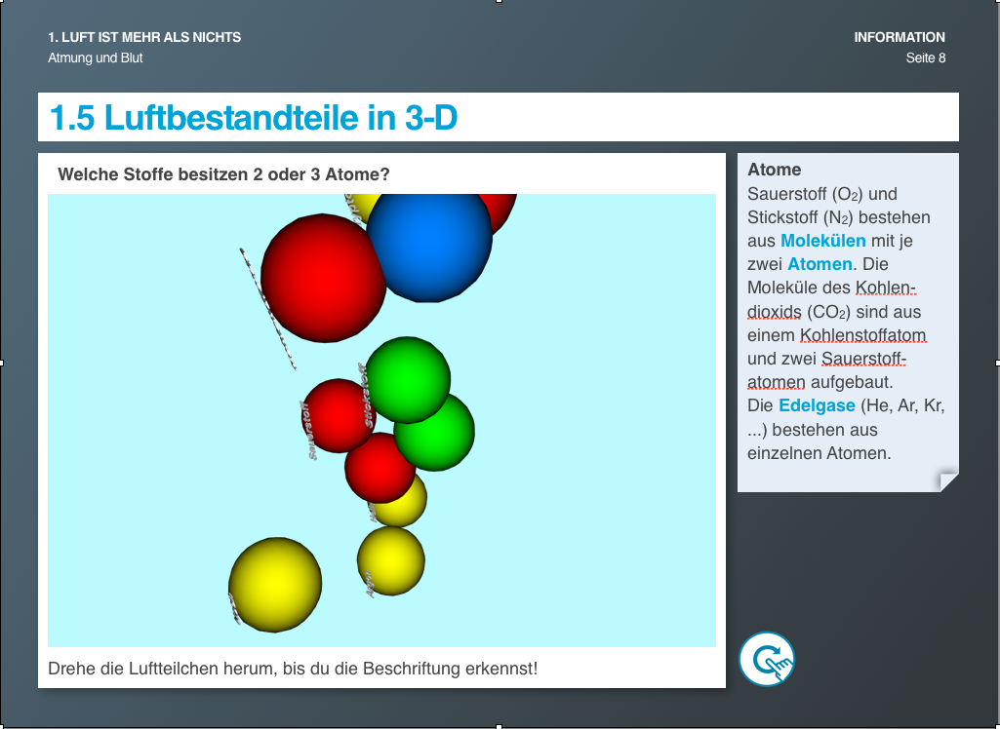 1. LUFT IST MEHR ALS NICHTS
Atmung und Blut
INFORMATION
Seite 8
1.5 Luftbestandteile in 3-D
Welche Stoffe besitzen 2 oder 3 Atome?
Sauerstoff
Stickstoff
Argon
Drehe die Luftteilchen herum, bis du die Beschriftung erkennst!
Atome
Sauerstoff (O₂) und
Stickstoff (N₂) bestehen
aus Molekülen mit je
zwei Atomen. Die
Moleküle des Kohlen-
dioxids (CO₂) sind aus
einem Kohlenstoffatom
und zwei Sauerstoff-
atomen aufgebaut.
Die Edelgase (He, Ar, Kr,
...) bestehen aus
einzelnen Atomen.